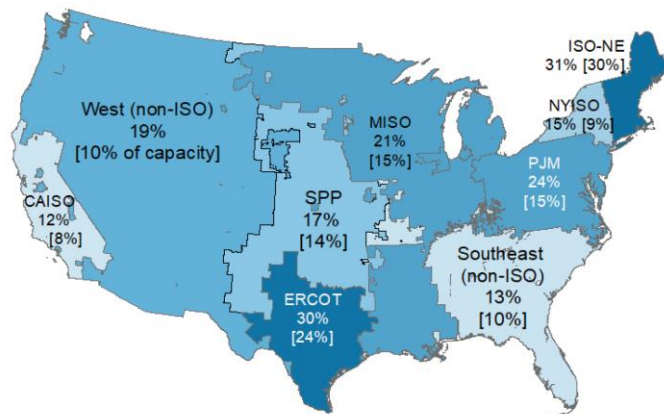 ISO-NE
31% [30%]
West (non-ISO)
19%
[10% of capacity]
MISO
21%
[15%]
NYISO
15% [9%]
PJM
24%
[15%]
CAISO
12%
[8%]
SPP
17%
[14%]
Southeast
(non-ISO)
13%
[10%]
ERCOT
30%
[24%]